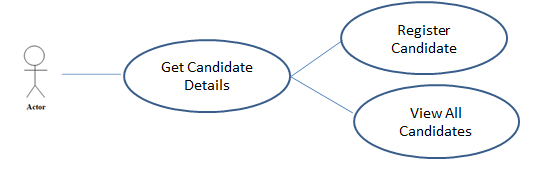 Register
Candidate
Get Candidate
Details
Actor
View All
Candidates